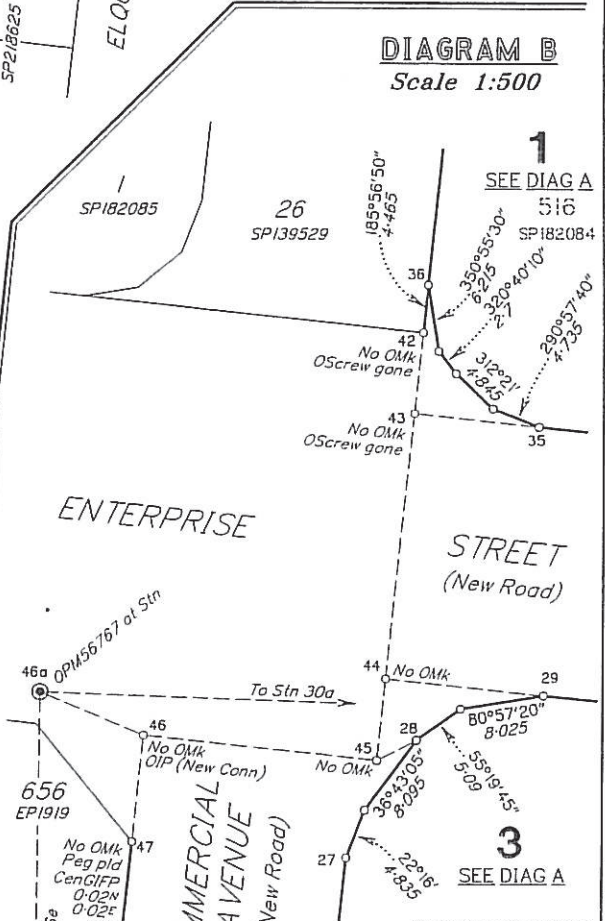 SP218625
DIAGRAM B
Scale 1:500
1
SP182085
26
SP139529
185°56'50"
4·465
1
SEE DIAG A
516
SP182084
36
350°55'30"
6·215
320°40'10"
2·7
290°57'40"
4·735
42
No OMk
OScrew gone
312°21'
4·845
43
No OMk
OScrew gone
35
ENTERPRISE
STREET
(New Road)
46a
OPM56767 at Stn
To Stn 30a
44
No OMk
29
46
No OMk
OIP (New Conn)
45
No OMk
28
80°57'20"
8·025
55°19'45"
5·09
36°43'05"
8·095
656
EP1919
47
No OMk
Peg pld
CenGIFP
0·02N
0·02E
AVENUE
New Road)
27
22°16'
4·835
3
SEE DIAG A